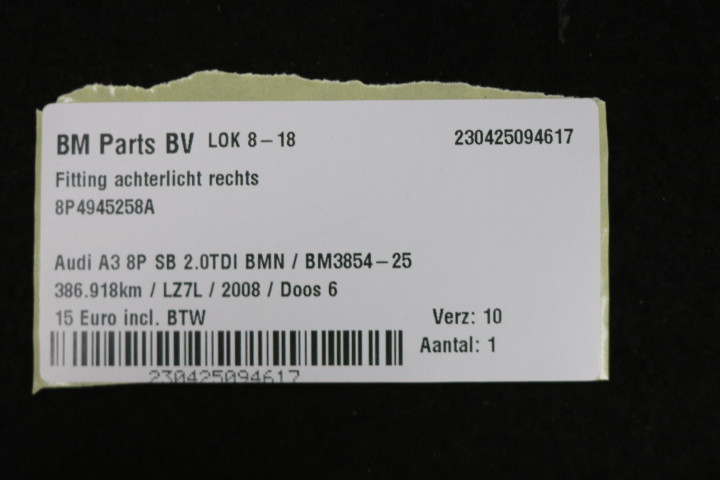 BM Parts BV LOK 8-18 230425094617
Fitting achterlicht rechts
8P4945258A
Audi A3 8P SB 2.0TDI BMN / BM3854-25
386.918km / LZ7L / 2008 / Doos 6
15 Euro incl. BTW Verz: 10
Aantal: 1
230425094617